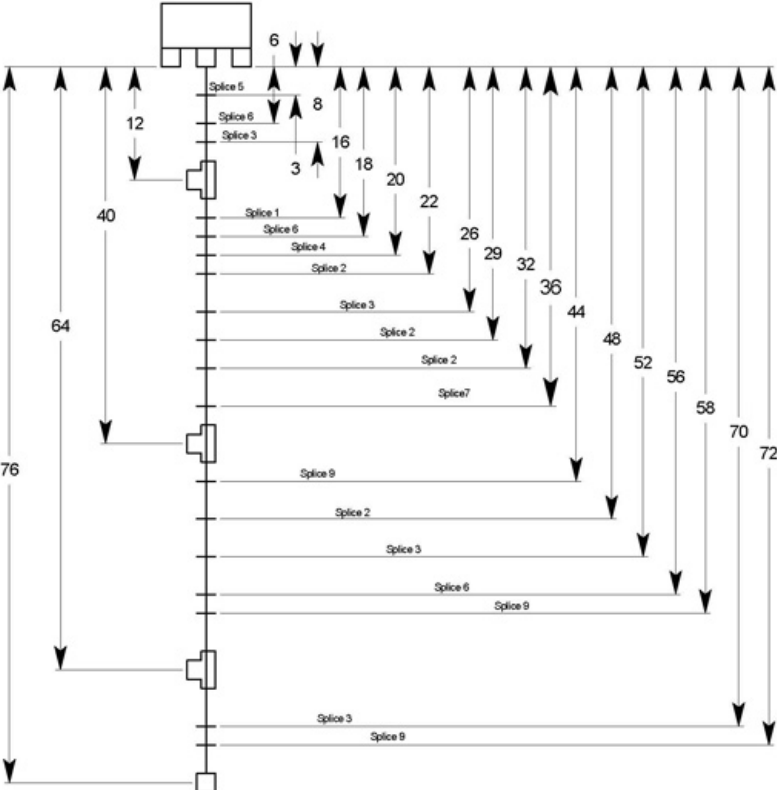 6
Splice 5
8
Splice 6
12
Splice 3
16
18
3
20
22
40
Splice 1
Splice 6
26
Splice 4
29
Splice 2
32
36
Splice 3
44
64
Splice 2
48
Splice 2
52
56
Splice7
58
70
72
76
Splice 9
Splice 2
Splice 3
Splice 6
Splice 9
Splice 3
Splice 9